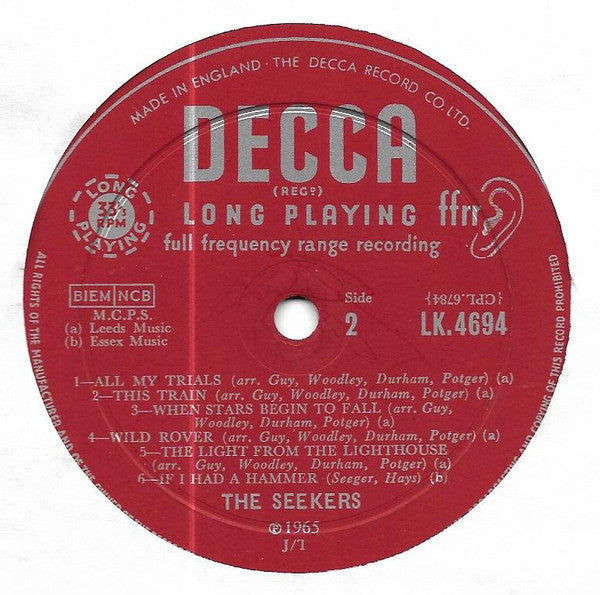 MADE IN ENGLAND · THE DECCA RECORD CO. LTD.
DECCA
(REGD)
LONG PLAYING ffrr
full frequency range recording
LONG
33⅓
RPM
PLAYING
BIEM NCB
M.C.P.S.
(a) Leeds Music
(b) Essex Music
Side
2
{CPL.6784}
LK.4694
1—ALL MY TRIALS (arr. Guy, Woodley, Durham, Potger) (a)
2—THIS TRAIN (arr. Guy, Woodley, Durham, Potger) (a)
3—WHEN STARS BEGIN TO FALL (arr. Guy,
Woodley, Durham, Potger) (a)
4—WILD ROVER (arr. Guy, Woodley, Durham, Potger) (a)
5—THE LIGHT FROM THE LIGHTHOUSE
(arr. Guy, Woodley, Durham, Potger) (a)
6—IF I HAD A HAMMER (Seeger, Hays) (b)
THE SEEKERS
℗1965
J/T
ALL RIGHTS OF THE MANUFACTURER AND OF THE
AND COPYING OF THIS RECORD PROHIBITED